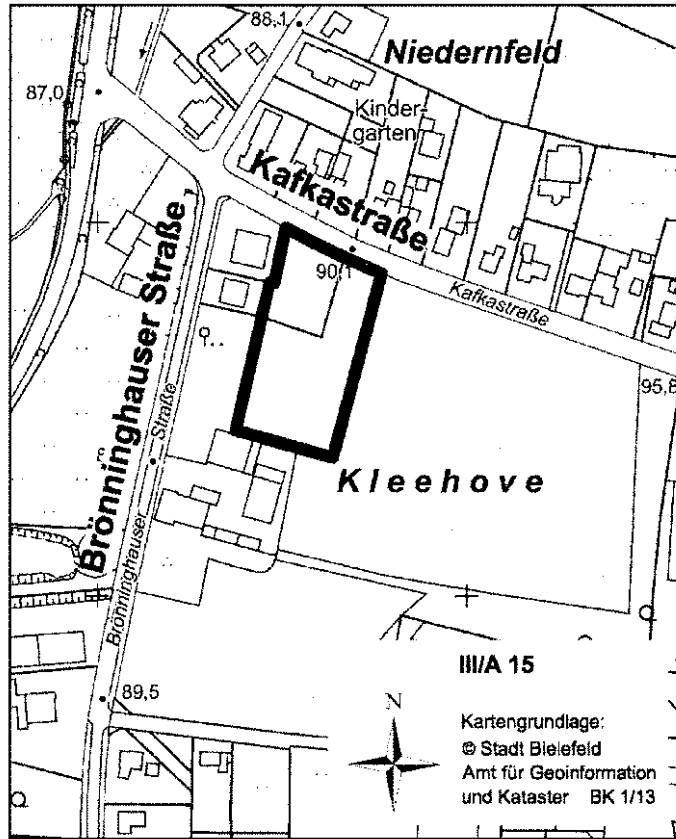 88,1
Niedernfeld
87,0
Kinder-
garten
Kafkastraße
90,1
Kafkastraße
Brönninghauser Straße
Brönninghauser Straße
95,8
Kleehove
III/A 15
N
89,5
Kartengrundlage:
© Stadt Bielefeld
Amt für Geoinformation
und Kataster BK 1/13